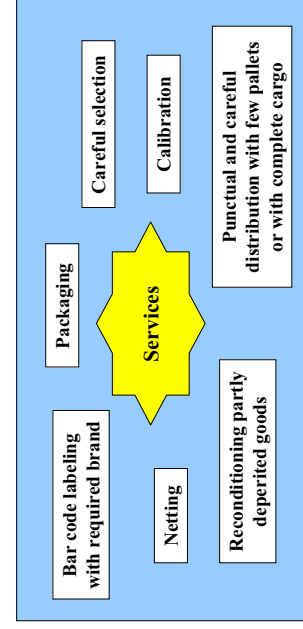 Bar code labeling
with required brand
Packaging
Careful selection
Netting
Services
Calibration
Reconditioning partly
deperited goods
Punctual and careful
distribution with few pallets
or with complete cargo